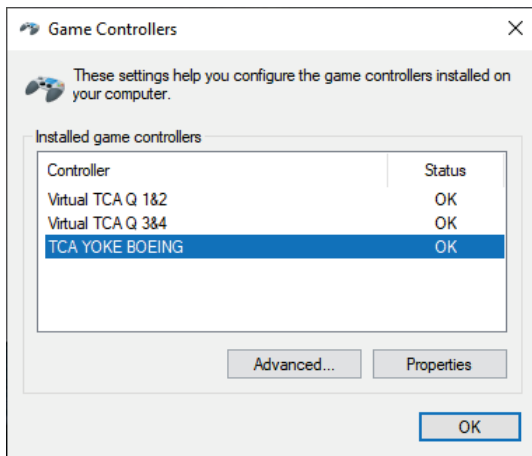 Game Controllers
These settings help you configure the game controllers installed on
your computer.
Installed game controllers
Controller Status
Virtual TCA Q 1&2 OK
Virtual TCA Q 3&4 OK
TCA YOKE BOEING OK
Advanced... Properties
OK